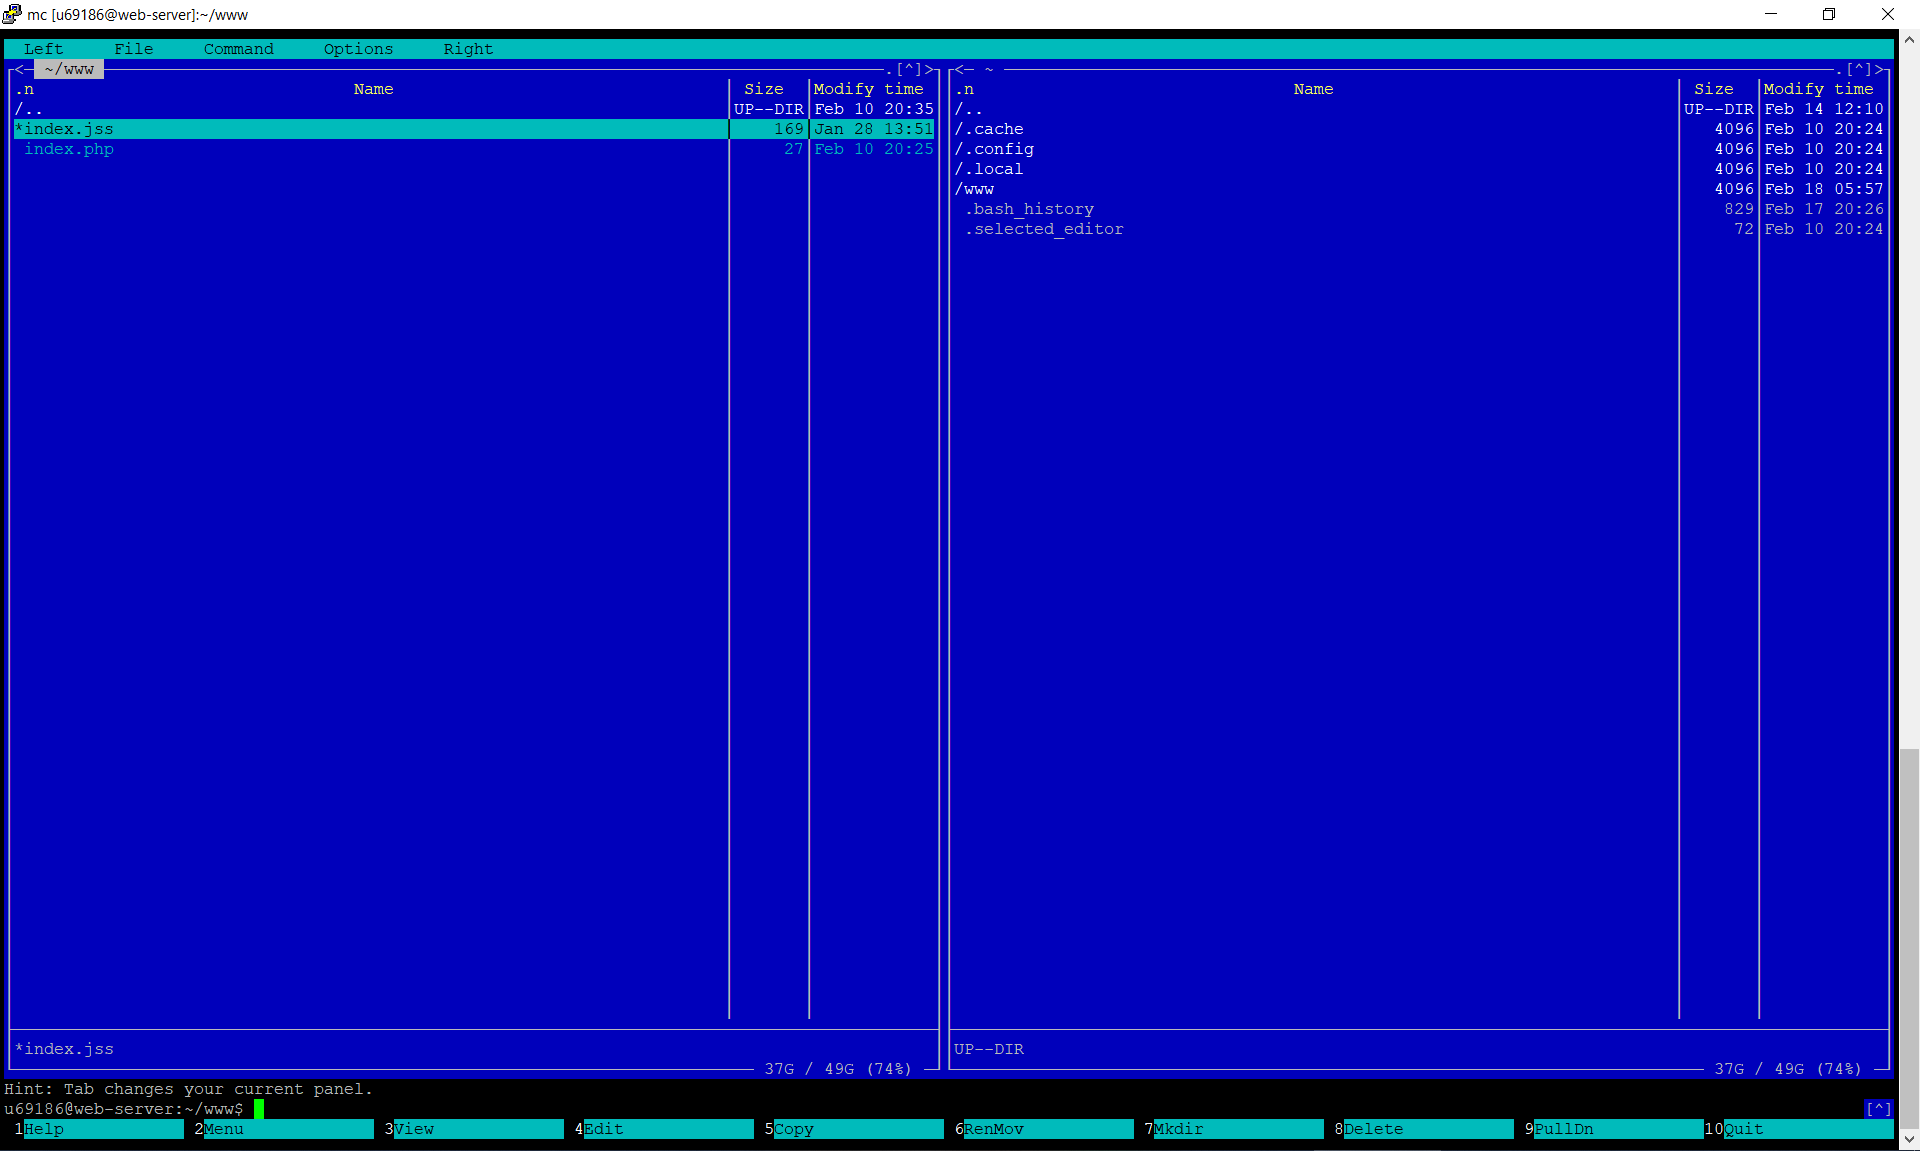 mc [u69186@web-server]:~/www
Left File Command Options Right
<─ ~/www .[^]>
.n Name Size Modify time
/.. UP--DIR Feb 10 20:35
*index.jss 169 Jan 28 13:51
index.php 27 Feb 10 20:25
*index.jss
37G / 49G (74%)
<─ ~ .[^]>
.n Name Size Modify time
/.. UP--DIR Feb 14 12:10
/.cache 4096 Feb 10 20:24
/.config 4096 Feb 10 20:24
/.local 4096 Feb 10 20:24
/www 4096 Feb 18 05:57
.bash_history 829 Feb 17 20:26
.selected_editor 72 Feb 10 20:24
UP--DIR
37G / 49G (74%)
Hint: Tab changes your current panel.
u69186@web-server:~/www$ [^]
1Help 2Menu 3View 4Edit 5Copy 6RenMov 7Mkdir 8Delete 9PullDn 10Quit